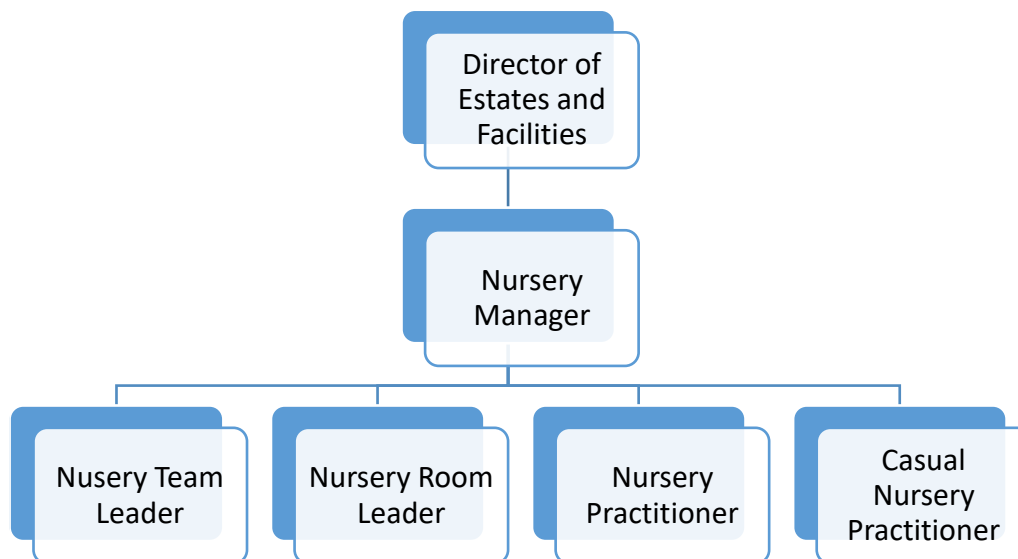 Director of
Estates and
Facilities
Nursery
Manager
Nusery Team
Leader
Nursery Room
Leader
Nursery
Practitioner
Casual
Nursery
Practitioner